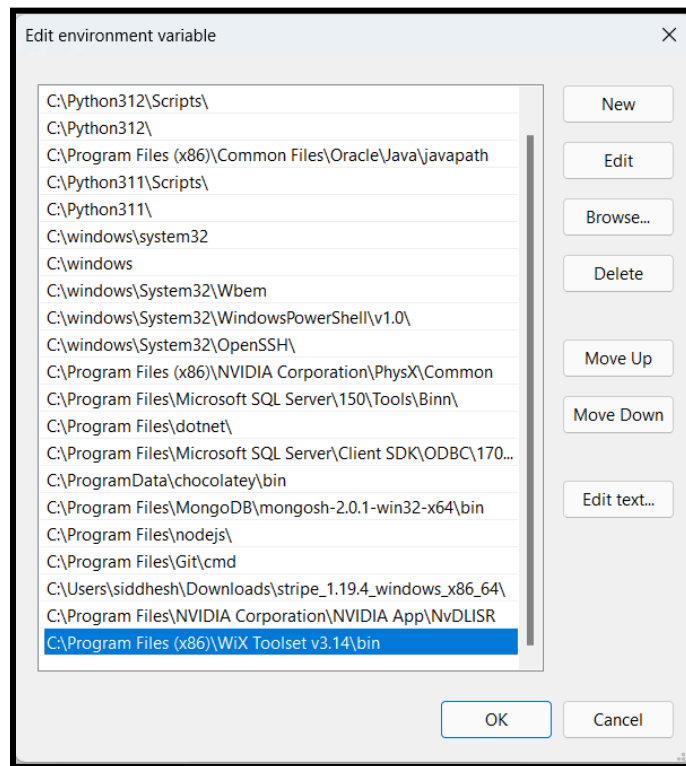 Edit environment variable
C:\Python312\Scripts\
C:\Python312\
C:\Program Files (x86)\Common Files\Oracle\Java\javapath
C:\Python311\Scripts\
C:\Python311\
C:\windows\system32
C:\windows
C:\windows\System32\Wbem
C:\windows\System32\WindowsPowerShell\v1.0\
C:\windows\System32\OpenSSH\
C:\Program Files (x86)\NVIDIA Corporation\PhysX\Common
C:\Program Files\Microsoft SQL Server\150\Tools\Binn\
C:\Program Files\dotnet\
C:\Program Files\Microsoft SQL Server\Client SDK\ODBC\170...
C:\ProgramData\chocolatey\bin
C:\Program Files\MongoDB\mongosh-2.0.1-win32-x64\bin
C:\Program Files\nodejs\
C:\Program Files\Git\cmd
C:\Users\siddhesh\Downloads\stripe_1.19.4_windows_x86_64\
C:\Program Files\NVIDIA Corporation\NVIDIA App\NvDLISR
C:\Program Files (x86)\WiX Toolset v3.14\bin
New
Edit
Browse...
Delete
Move Up
Move Down
Edit text...
OK
Cancel